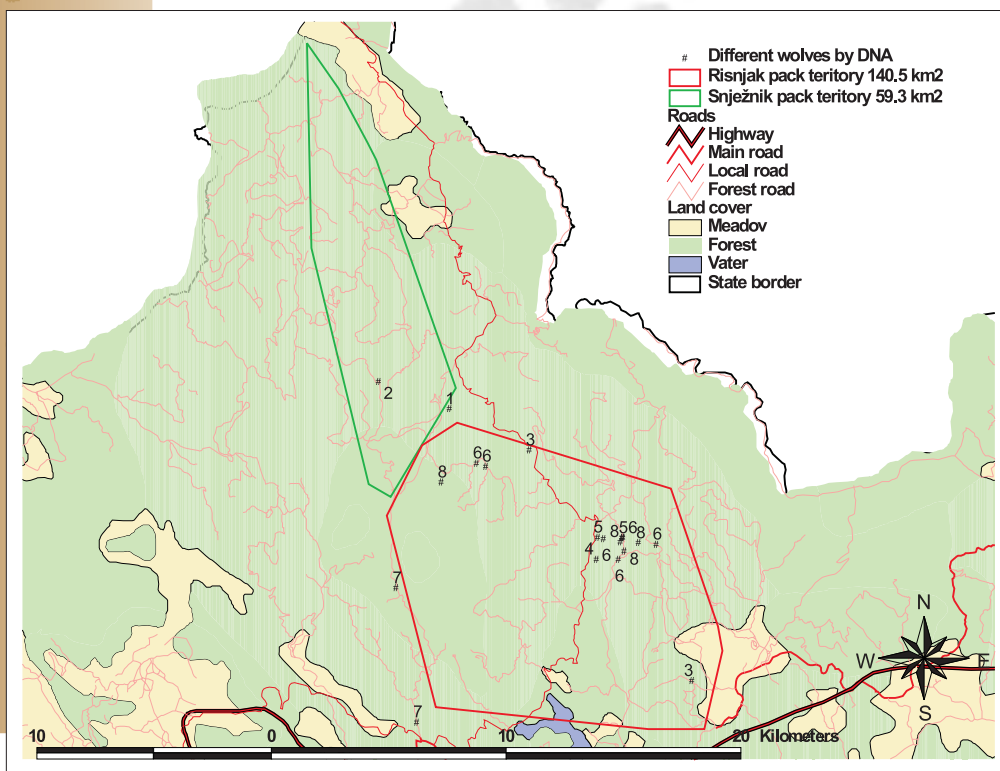 # Different wolves by DNA
Risnjak pack teritory 140.5 km2
Snježnik pack teritory 59.3 km2
Roads
Highway
Main road
Local road
Forest road
Land cover
Meadov
Forest
Vater
State border
# 2
1 #
3 #
6 6 # #
8 #
5 8 5 6 8 6
4 6 8
6
7 #
3 #
7 #
N
W E
S
10 0 10 20 Kilometers